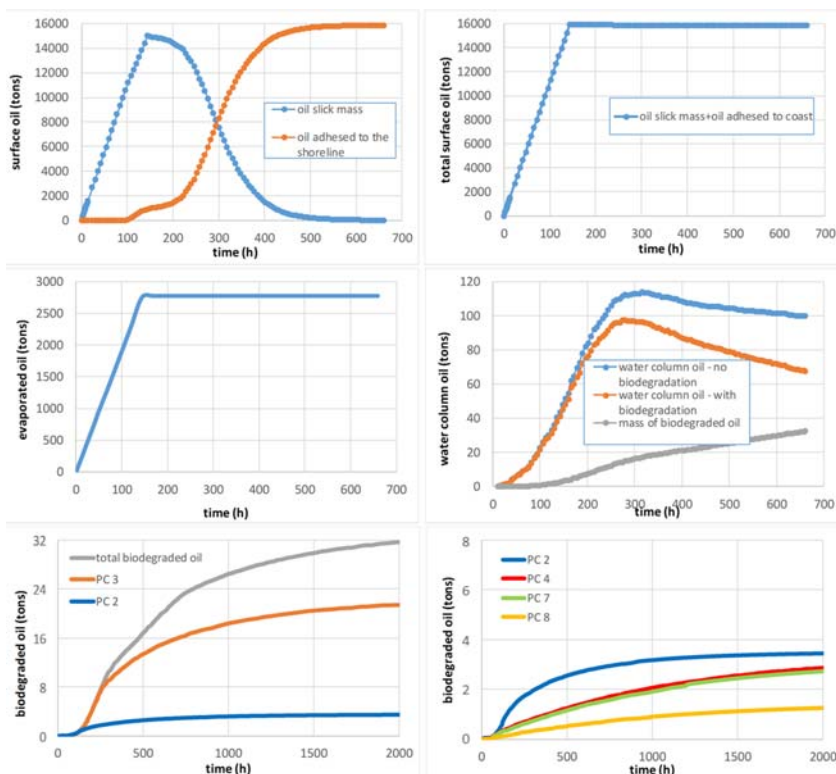 surface oil (tons)
16000
14000
12000
10000
8000
6000
4000
2000
0
0 100 200 300 400 500 600 700
time (h)
oil slick mass
oil adhesed to the
shoreline
total surface oil (tons)
16000
14000
12000
10000
8000
6000
4000
2000
0
0 100 200 300 400 500 600 700
time (h)
oil slick mass+oil adhesed to coast
evaporated oil (tons)
3000
2500
2000
1500
1000
500
0
0 100 200 300 400 500 600 700
time (h)
water column oil (tons)
120
100
80
60
40
20
0
0 100 200 300 400 500 600 700
time (h)
water column oil - no
biodegradation
water column oil - with
biodegradation
mass of biodegraded oil
biodegraded oil (tons)
32
24
16
8
0
0 500 1000 1500 2000
time (h)
total biodegraded oil
PC 3
PC 2
biodegraded oil (tons)
8
6
4
2
0
0 500 1000 1500 2000
time (h)
PC 2
PC 4
PC 7
PC 8